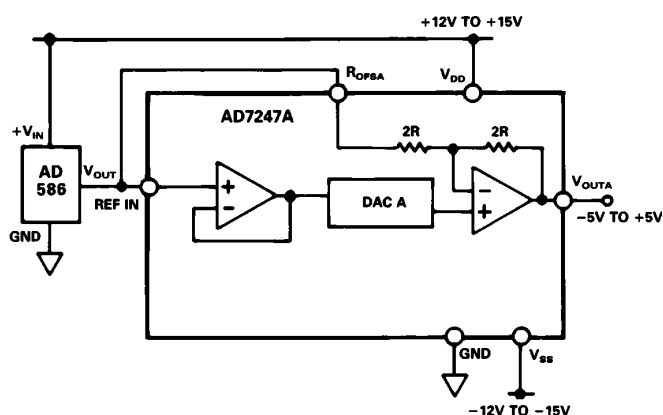 +12V TO +15V
ROFSA
VDD
AD7247A
2R
2R
+VIN
AD
586
VOUT
REF IN
+
−
DAC A
−
+
VOUTA
−5V TO +5V
GND
GND
VSS
−12V TO −15V